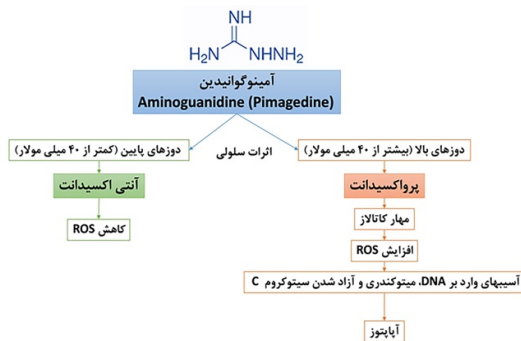 NH
H₂N
NHNH₂
آمینوگوانیدین
Aminoguanidine (Pimagedine)
دوزهای بالا (بیشتر از ۴۰ میلی مولار)
اثرات سلولی
دوزهای پایین (کمتر از ۴۰ میلی مولار)
پرواکسیدانت
آنتی اکسیدانت
مهار کاتالاز
کاهش ROS
افزایش ROS
آسیبهای وارد بر DNA، میتوکندری و آزاد شدن سیتوکروم C
آپاپتوز